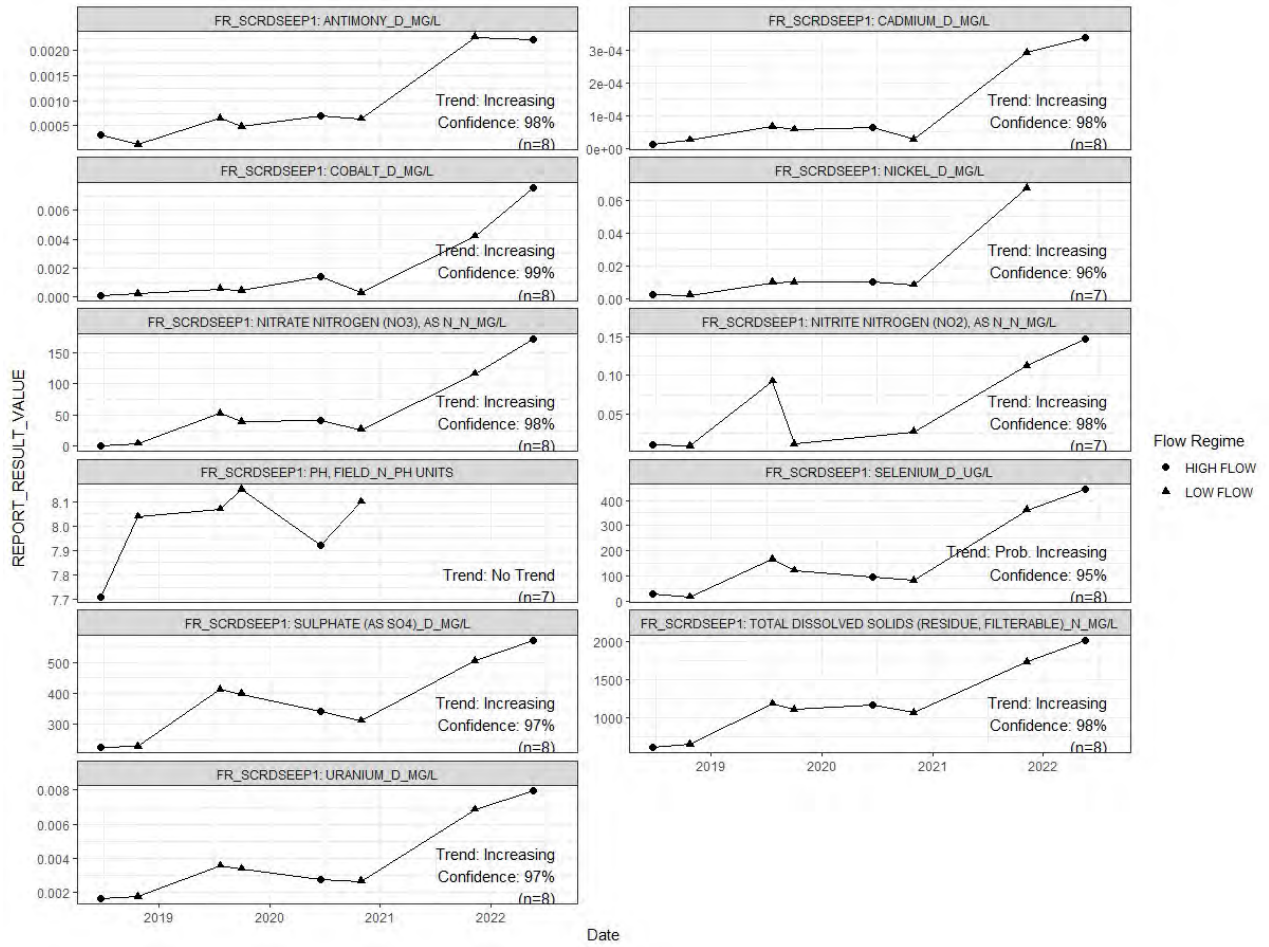 FR_SCRDSEEP1: ANTIMONY_D_MG/L
0.0020
0.0015
0.0010
0.0005
Trend: Increasing
Confidence: 98%
(n=8)
FR_SCRDSEEP1: CADMIUM_D_MG/L
3e-04
2e-04
1e-04
0e+00
Trend: Increasing
Confidence: 98%
(n=8)
FR_SCRDSEEP1: COBALT_D_MG/L
0.006
0.004
0.002
0.000
Trend: Increasing
Confidence: 99%
(n=8)
FR_SCRDSEEP1: NICKEL_D_MG/L
0.06
0.04
0.02
0.00
Trend: Increasing
Confidence: 96%
(n=7)
FR_SCRDSEEP1: NITRATE NITROGEN (NO3), AS N_N_MG/L
150
100
50
0
Trend: Increasing
Confidence: 98%
(n=8)
FR_SCRDSEEP1: NITRITE NITROGEN (NO2), AS N_N_MG/L
0.15
0.10
0.05
Trend: Increasing
Confidence: 98%
(n=7)
FR_SCRDSEEP1: PH, FIELD_N_PH UNITS
8.1
8.0
7.9
7.8
7.7
Trend: No Trend
(n=7)
FR_SCRDSEEP1: SELENIUM_D_UG/L
400
300
200
100
0
Trend: Prob. Increasing
Confidence: 95%
(n=8)
FR_SCRDSEEP1: SULPHATE (AS SO4)_D_MG/L
500
400
300
Trend: Increasing
Confidence: 97%
(n=8)
FR_SCRDSEEP1: TOTAL DISSOLVED SOLIDS (RESIDUE, FILTERABLE)_N_MG/L
2000
1500
1000
Trend: Increasing
Confidence: 98%
(n=8)
2019 2020 2021 2022
FR_SCRDSEEP1: URANIUM_D_MG/L
0.008
0.006
0.004
0.002
Trend: Increasing
Confidence: 97%
(n=8)
2019 2020 2021 2022
REPORT_RESULT_VALUE
Date
Flow Regime
HIGH FLOW
LOW FLOW